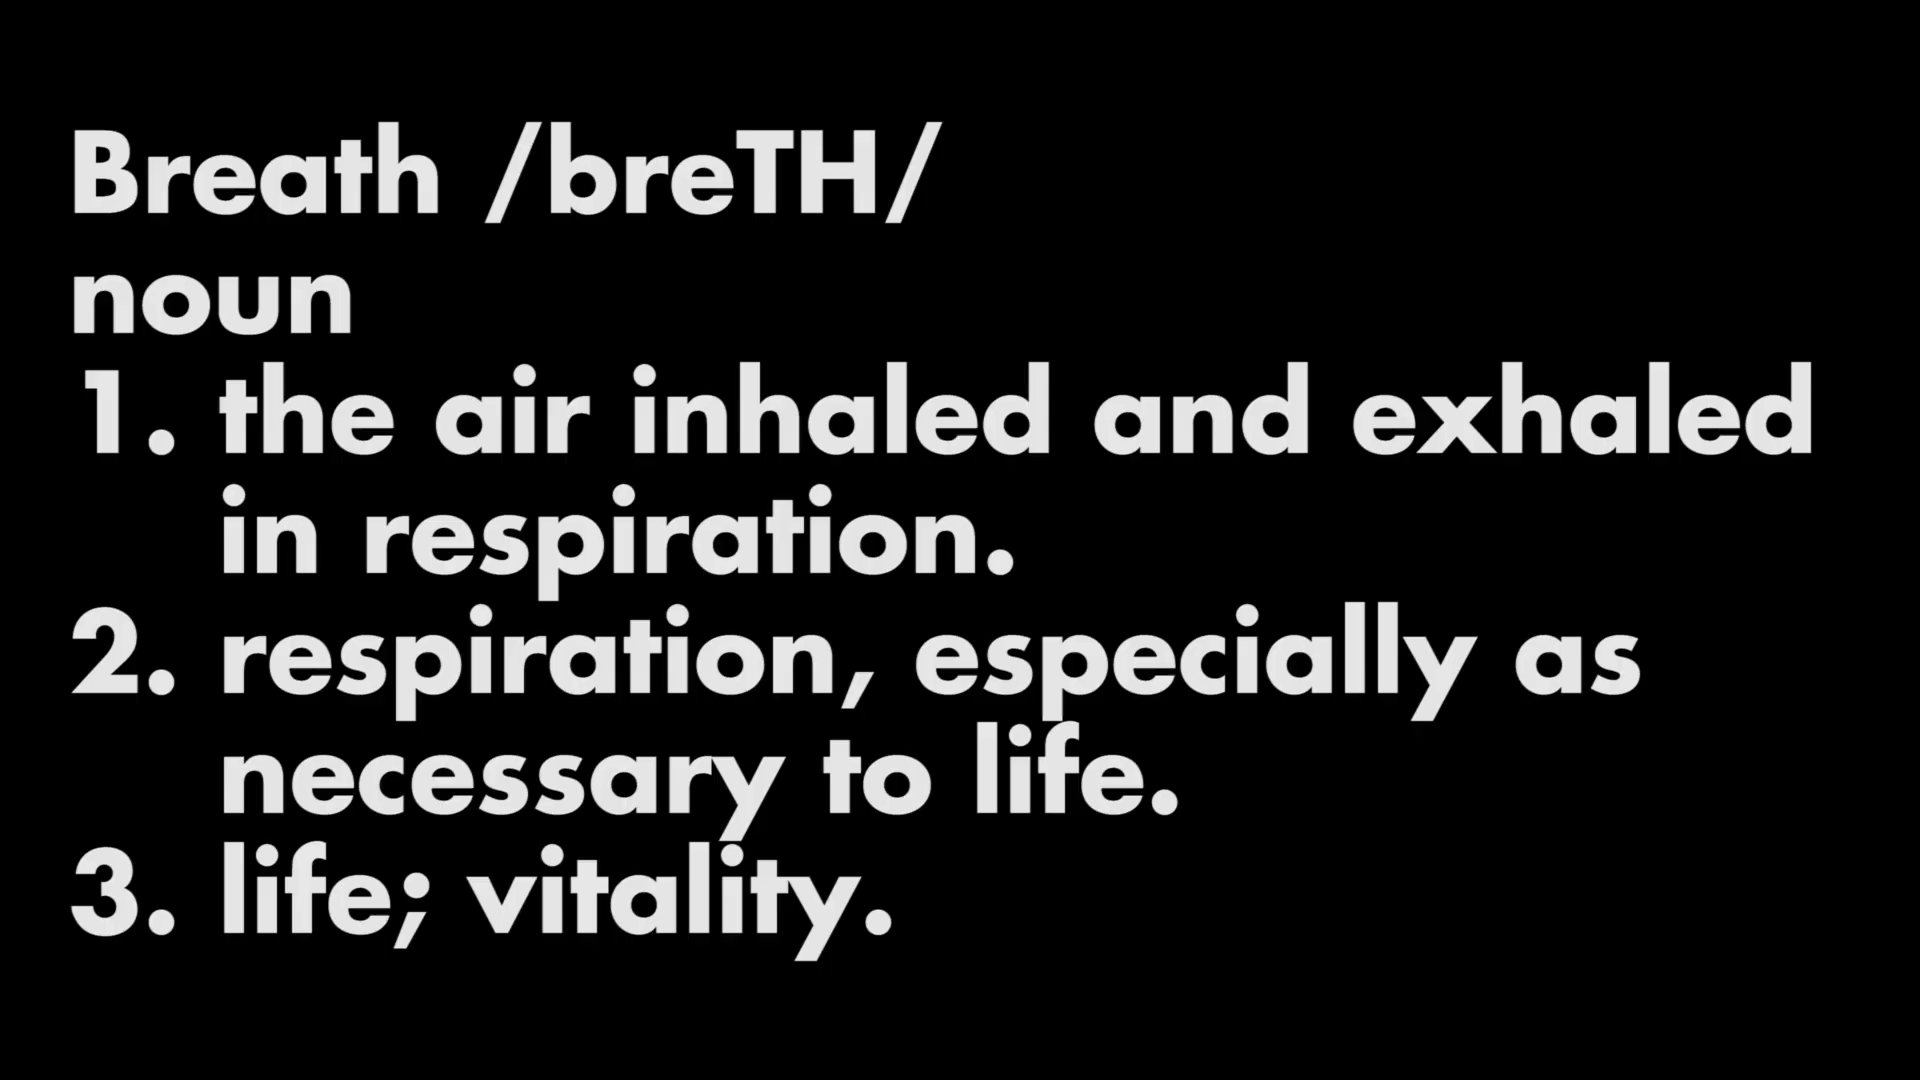 Breath /breTH/
noun
1. the air inhaled and exhaled
in respiration.
2. respiration, especially as
necessary to life.
3. life; vitality.